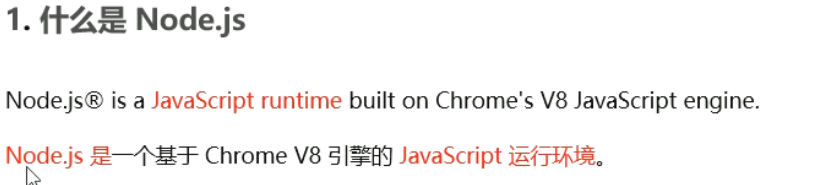 1. 什么是 Node.js
Node.js® is a JavaScript runtime built on Chrome's V8 JavaScript engine.
Node.js 是一个基于 Chrome V8 引擎的 JavaScript 运行环境。